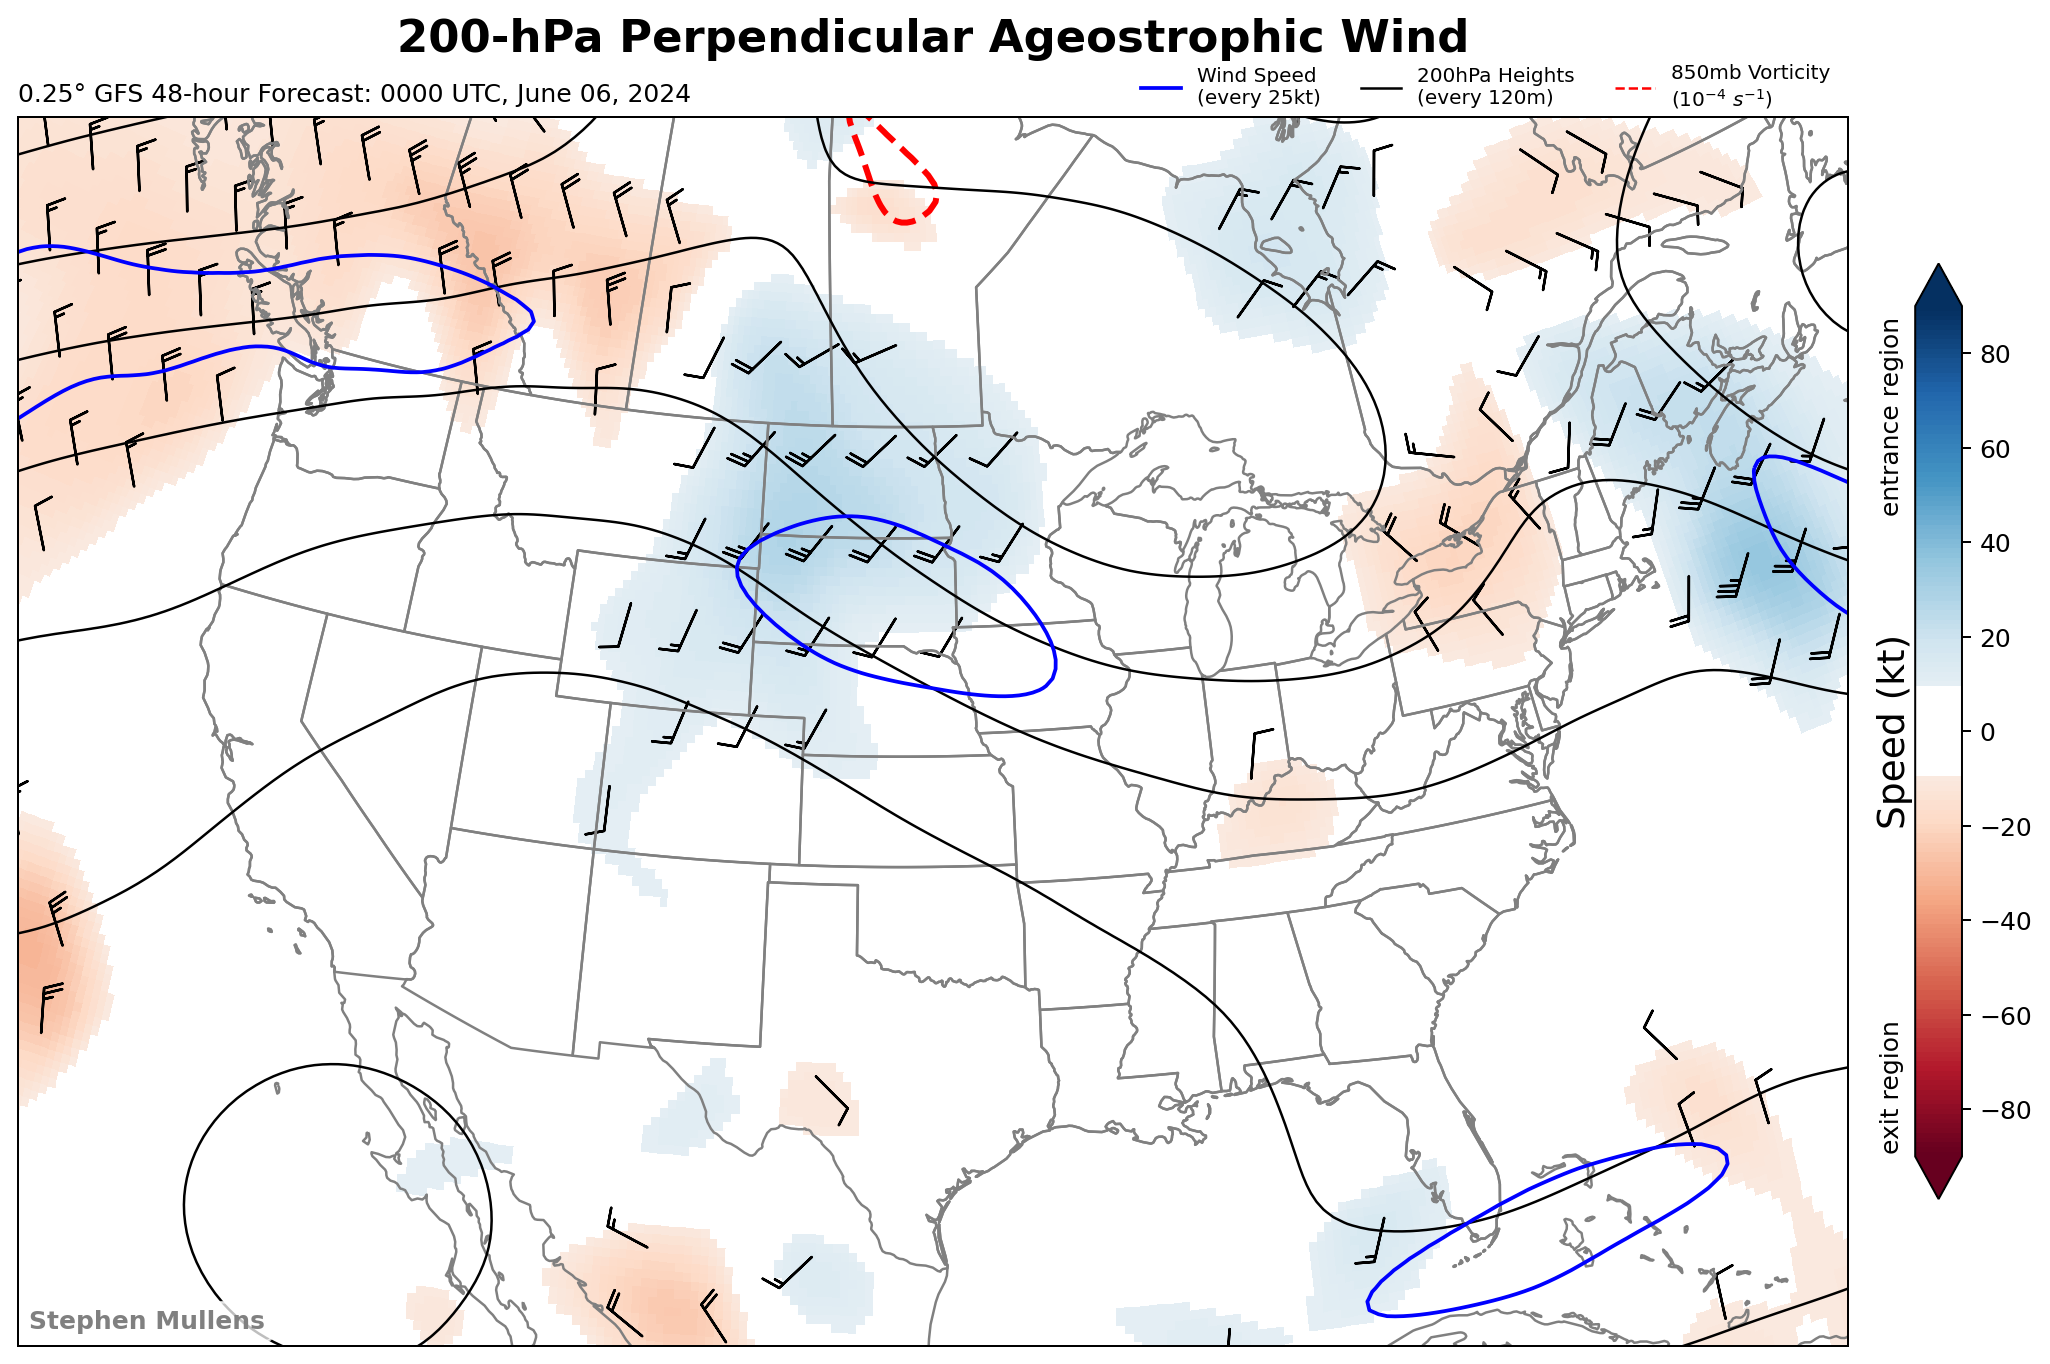 200-hPa Perpendicular Ageostrophic Wind
0.25° GFS 48-hour Forecast: 0000 UTC, June 06, 2024
Wind Speed
(every 25kt)
200hPa Heights
(every 120m)
850mb Vorticity
(10⁻⁴ s⁻¹)
entrance region
Speed (kt)
exit region
80
60
40
20
0
−20
−40
−60
−80
Stephen Mullens